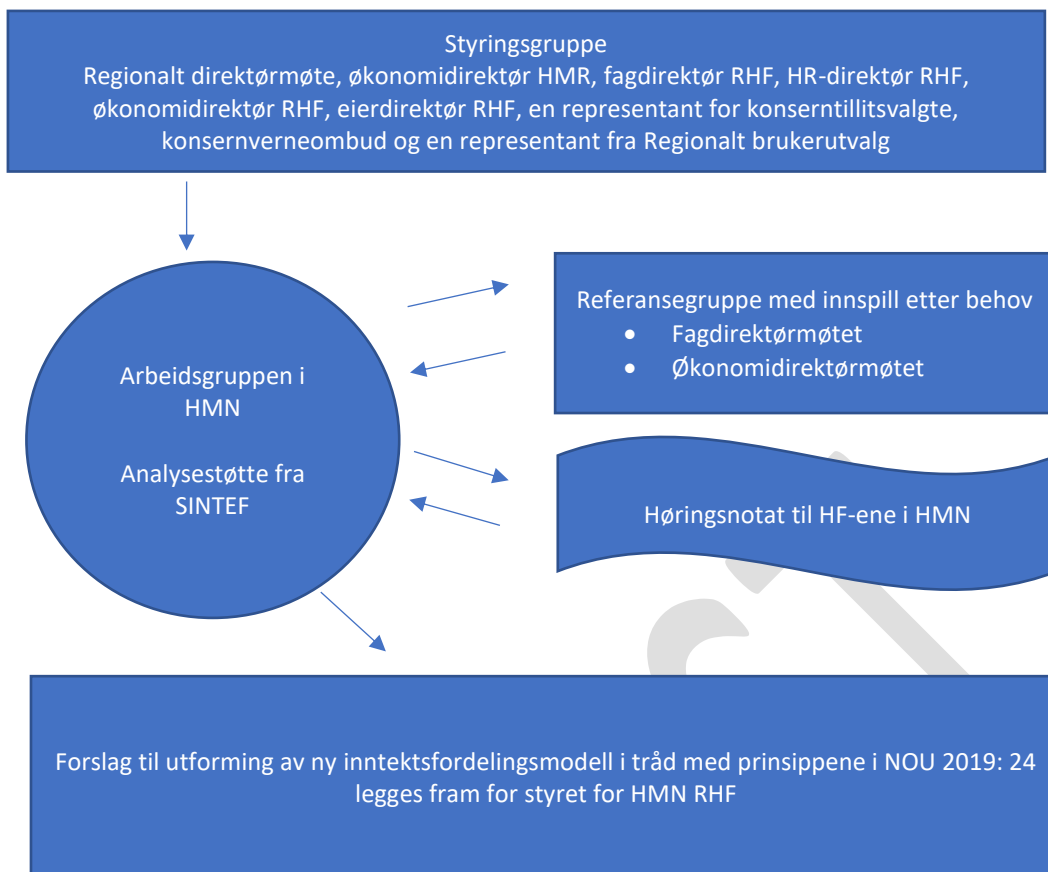 Styringsgruppe
Regionalt direktørmøte, økonomidirektør HMR, fagdirektør RHF, HR-direktør RHF,
økonomidirektør RHF, eierdirektør RHF, en representant for konserntillitsvalgte,
konsernverneombud og en representant fra Regionalt brukerutvalg
Arbeidsgruppen i
HMN
Analysestøtte fra
SINTEF
Referansegruppe med innspill etter behov
• Fagdirektørmøtet
• Økonomidirektørmøtet
Høringsnotat til HF-ene i HMN
Forslag til utforming av ny inntektsfordelingsmodell i tråd med prinsippene i NOU 2019: 24
legges fram for styret for HMN RHF